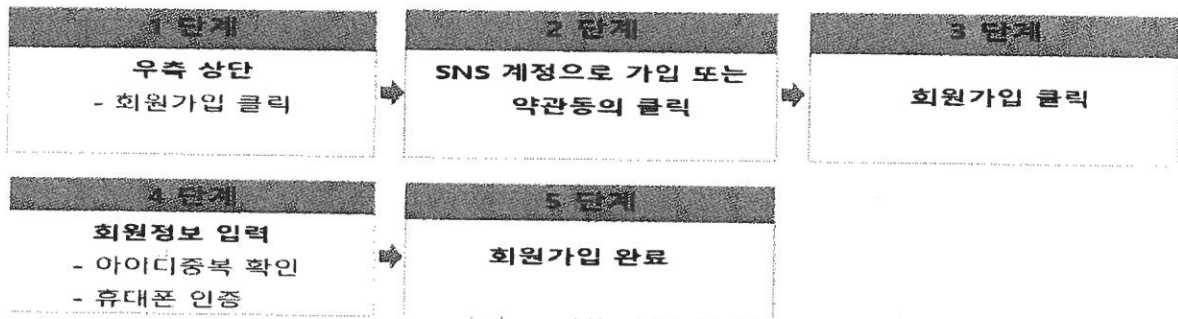 1 단계
우측 상단
- 회원가입 클릭
2 단계
SNS 계정으로 가입 또는
약관동의 클릭
3 단계
회원가입 클릭
4 단계
회원정보 입력
- 아이디중복 확인
- 휴대폰 인증
5 단계
회원가입 완료